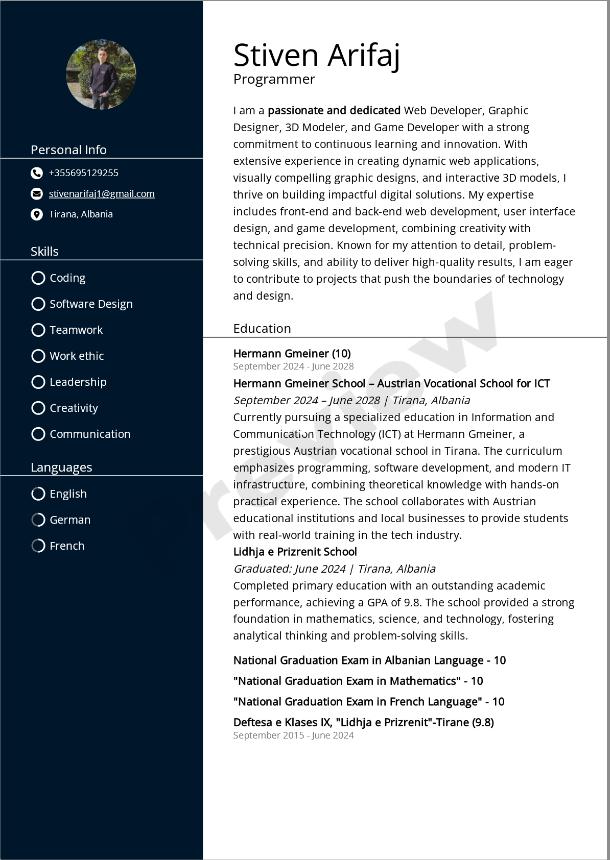 Stiven Arifaj
Programmer
Personal Info
+355695129255
stivenarifaj1@gmail.com
Tirana, Albania
Skills
Coding
Software Design
Teamwork
Work ethic
Leadership
Creativity
Communication
Languages
English
German
French
I am a passionate and dedicated Web Developer, Graphic
Designer, 3D Modeler, and Game Developer with a strong
commitment to continuous learning and innovation. With
extensive experience in creating dynamic web applications,
visually compelling graphic designs, and interactive 3D models, I
thrive on building impactful digital solutions. My expertise
includes front-end and back-end web development, user interface
design, and game development, combining creativity with
technical precision. Known for my attention to detail, problem-
solving skills, and ability to deliver high-quality results, I am eager
to contribute to projects that push the boundaries of technology
and design.
Education
Hermann Gmeiner (10)
September 2024 - June 2028
Hermann Gmeiner School – Austrian Vocational School for ICT
September 2024 – June 2028 | Tirana, Albania
Currently pursuing a specialized education in Information and
Communication Technology (ICT) at Hermann Gmeiner, a
prestigious Austrian vocational school in Tirana. The curriculum
emphasizes programming, software development, and modern IT
infrastructure, combining theoretical knowledge with hands-on
practical experience. The school collaborates with Austrian
educational institutions and local businesses to provide students
with real-world training in the tech industry.
Lidhja e Prizrenit School
Graduated: June 2024 | Tirana, Albania
Completed primary education with an outstanding academic
performance, achieving a GPA of 9.8. The school provided a strong
foundation in mathematics, science, and technology, fostering
analytical thinking and problem-solving skills.
National Graduation Exam in Albanian Language - 10
"National Graduation Exam in Mathematics" - 10
"National Graduation Exam in French Language" - 10
Deftesa e Klases IX, "Lidhja e Prizrenit"-Tirane (9.8)
September 2015 - June 2024
Preview